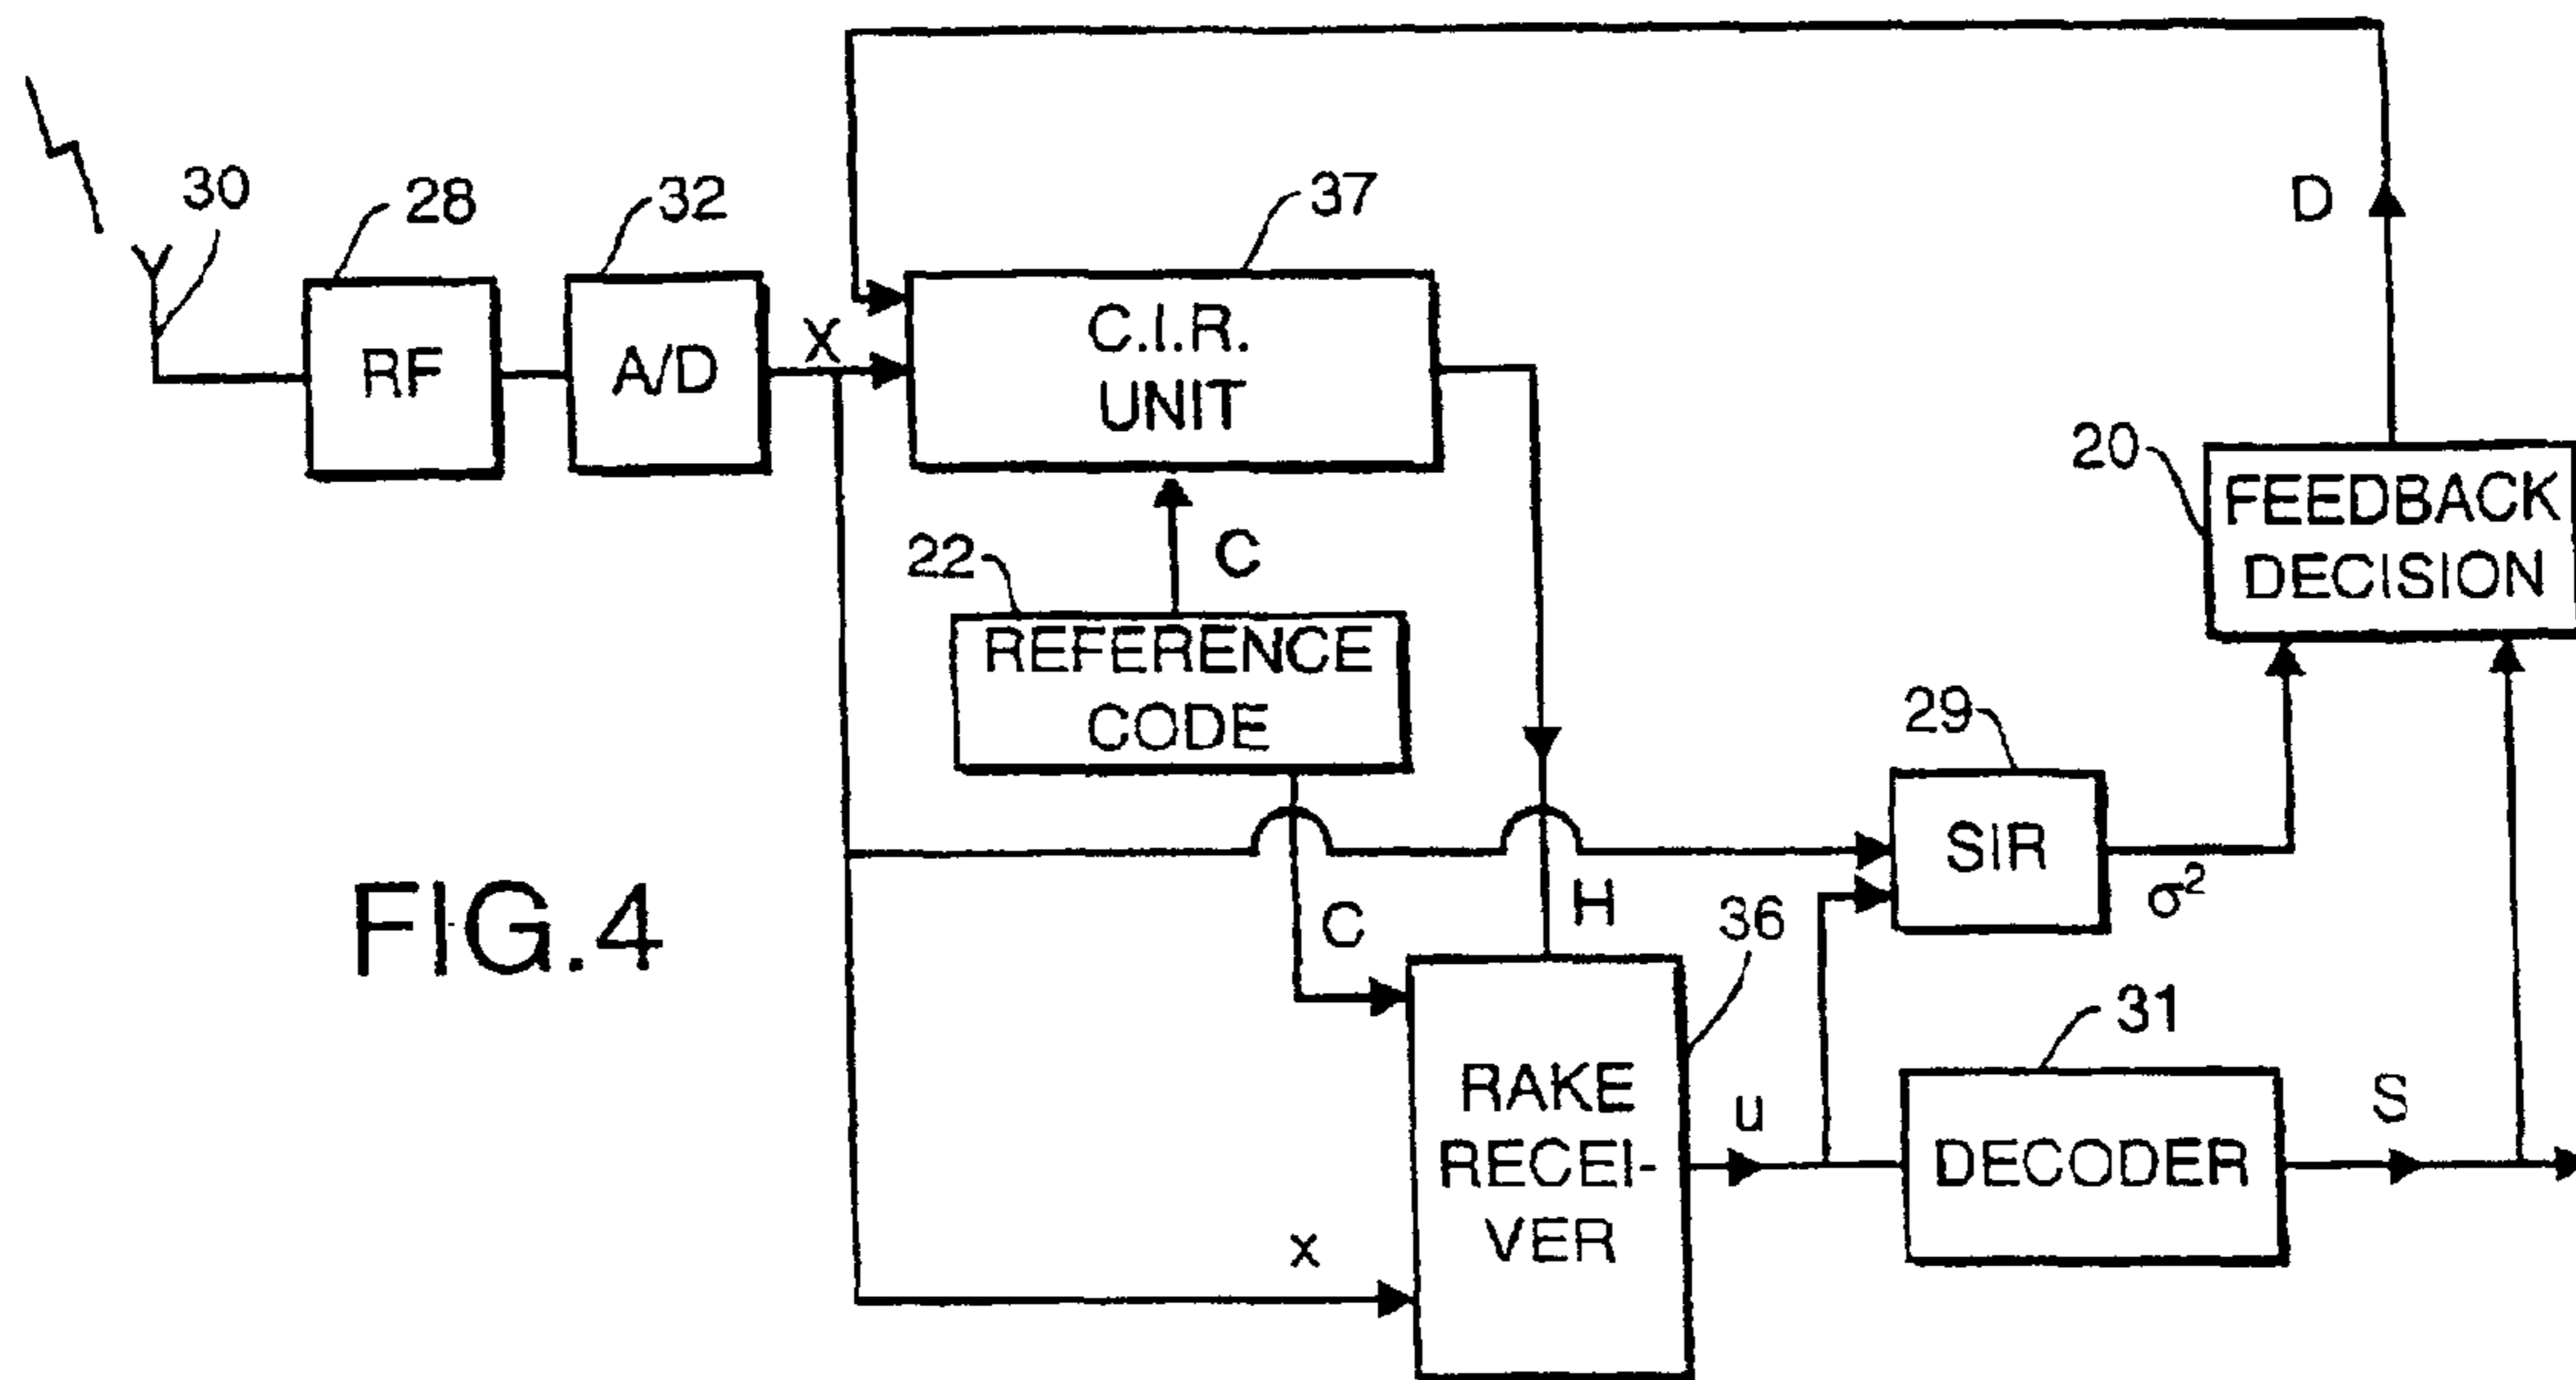 30
28
32
37
D
X
RF
A/D
C.I.R.
UNIT
20
FEEDBACK
DECISION
22
C
REFERENCE
CODE
29
SIR
σ²
FIG.4
C
H
36
31
RAKE
RECEI-
VER
u
DECODER
S
x